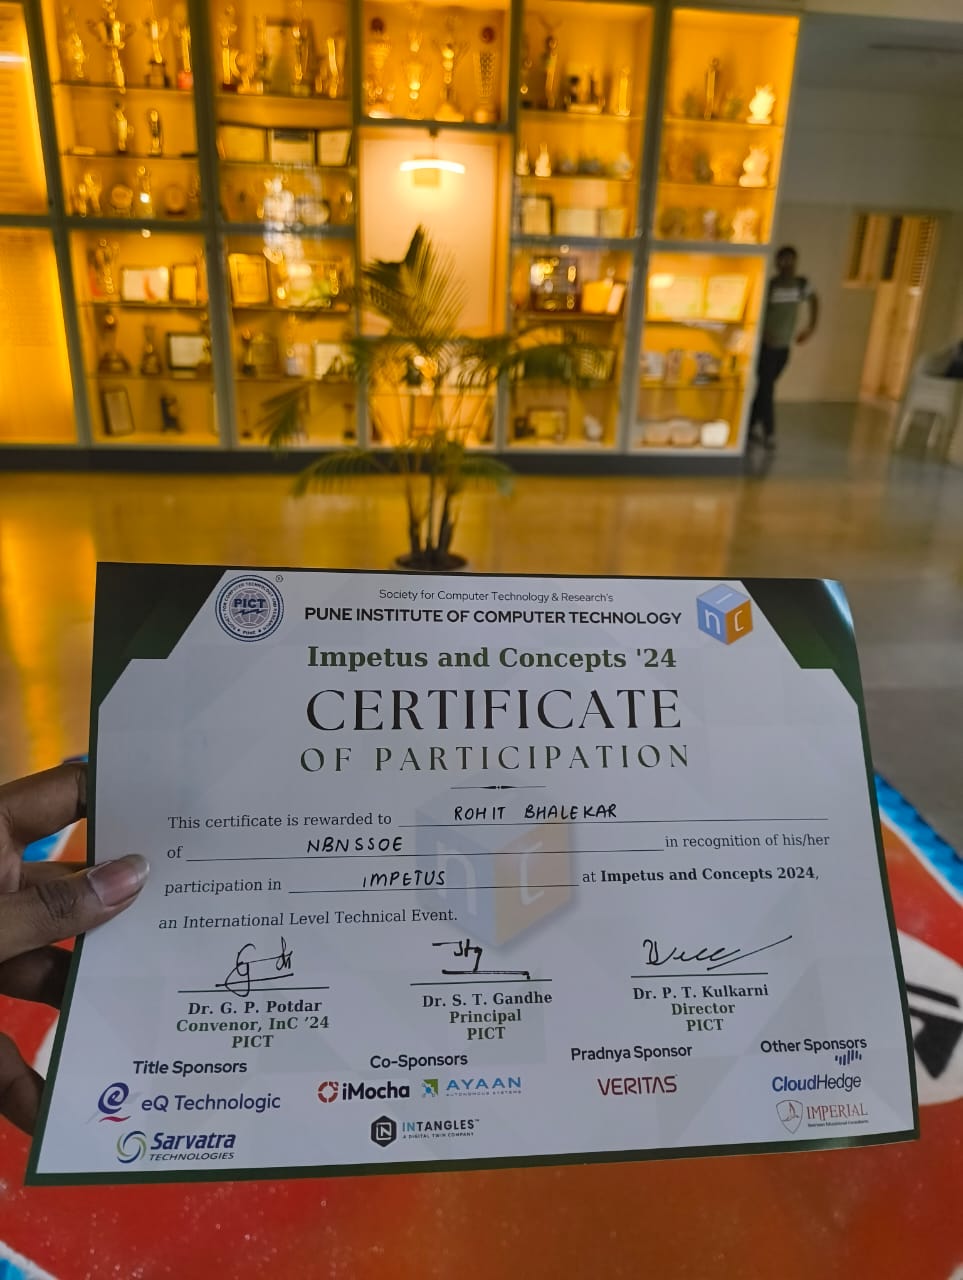 PICT
Society for Computer Technology & Research's
PUNE INSTITUTE OF COMPUTER TECHNOLOGY
Impetus and Concepts '24
CERTIFICATE
OF PARTICIPATION
This certificate is rewarded to ROHIT BHALEKAR
of NBNSSOE in recognition of his/her
participation in IMPETUS at Impetus and Concepts 2024,
an International Level Technical Event.
Dr. G. P. Potdar
Convenor, InC '24
PICT
Dr. S. T. Gandhe
Principal
PICT
Dr. P. T. Kulkarni
Director
PICT
Title Sponsors
eQ Technologic
Sarvatra
TECHNOLOGIES
Co-Sponsors
iMocha
AYAAN
AUTONOMOUS SYSTEMS
INTANGLES™
A DIGITAL TWIN COMPANY
Pradnya Sponsor
VERITAS
Other Sponsors
CloudHedge
IMPERIAL